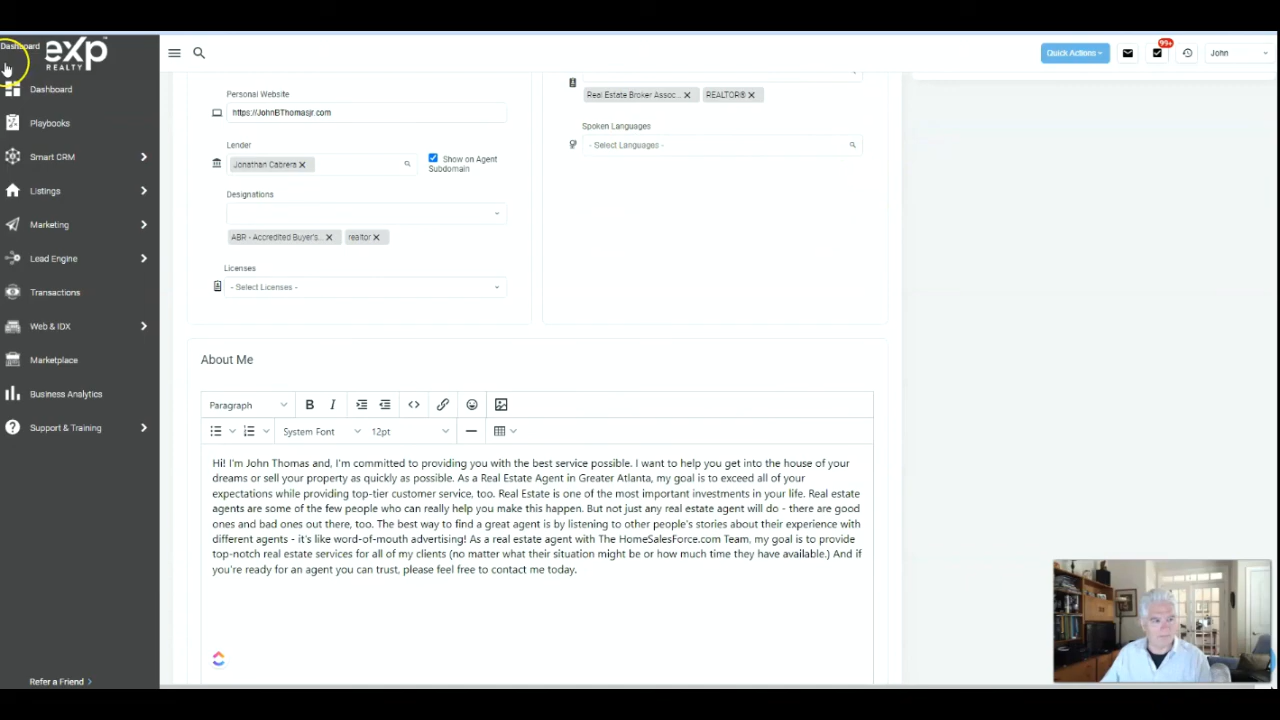 Dashboard
eXp
REALTY
Dashboard
Playbooks
Smart CRM
Listings
Marketing
Lead Engine
Transactions
Web & IDX
Marketplace
Business Analytics
Support & Training
Refer a Friend
Quick Actions
99+
John
Personal Website
https://JohnBThomasjr.com
Lender
Jonathan Cabrera
Show on Agent
Subdomain
Designations
ABR - Accredited Buyer's... realtor
Licenses
- Select Licenses -
Real Estate Broker Assoc... REALTOR®
Spoken Languages
- Select Languages -
About Me
Paragraph B I
System Font 12pt
Hi! I'm John Thomas and, I'm committed to providing you with the best service possible. I want to help you get into the house of your
dreams or sell your property as quickly as possible. As a Real Estate Agent in Greater Atlanta, my goal is to exceed all of your
expectations while providing top-tier customer service, too. Real Estate is one of the most important investments in your life. Real estate
agents are some of the few people who can really help you make this happen. But not just any real estate agent will do - there are good
ones and bad ones out there, too. The best way to find a great agent is by listening to other people's stories about their experience with
different agents - it's like word-of-mouth advertising! As a real estate agent with The HomeSalesForce.com Team, my goal is to provide
top-notch real estate services for all of my clients (no matter what their situation might be or how much time they have available.) And if
you're ready for an agent you can trust, please feel free to contact me today.